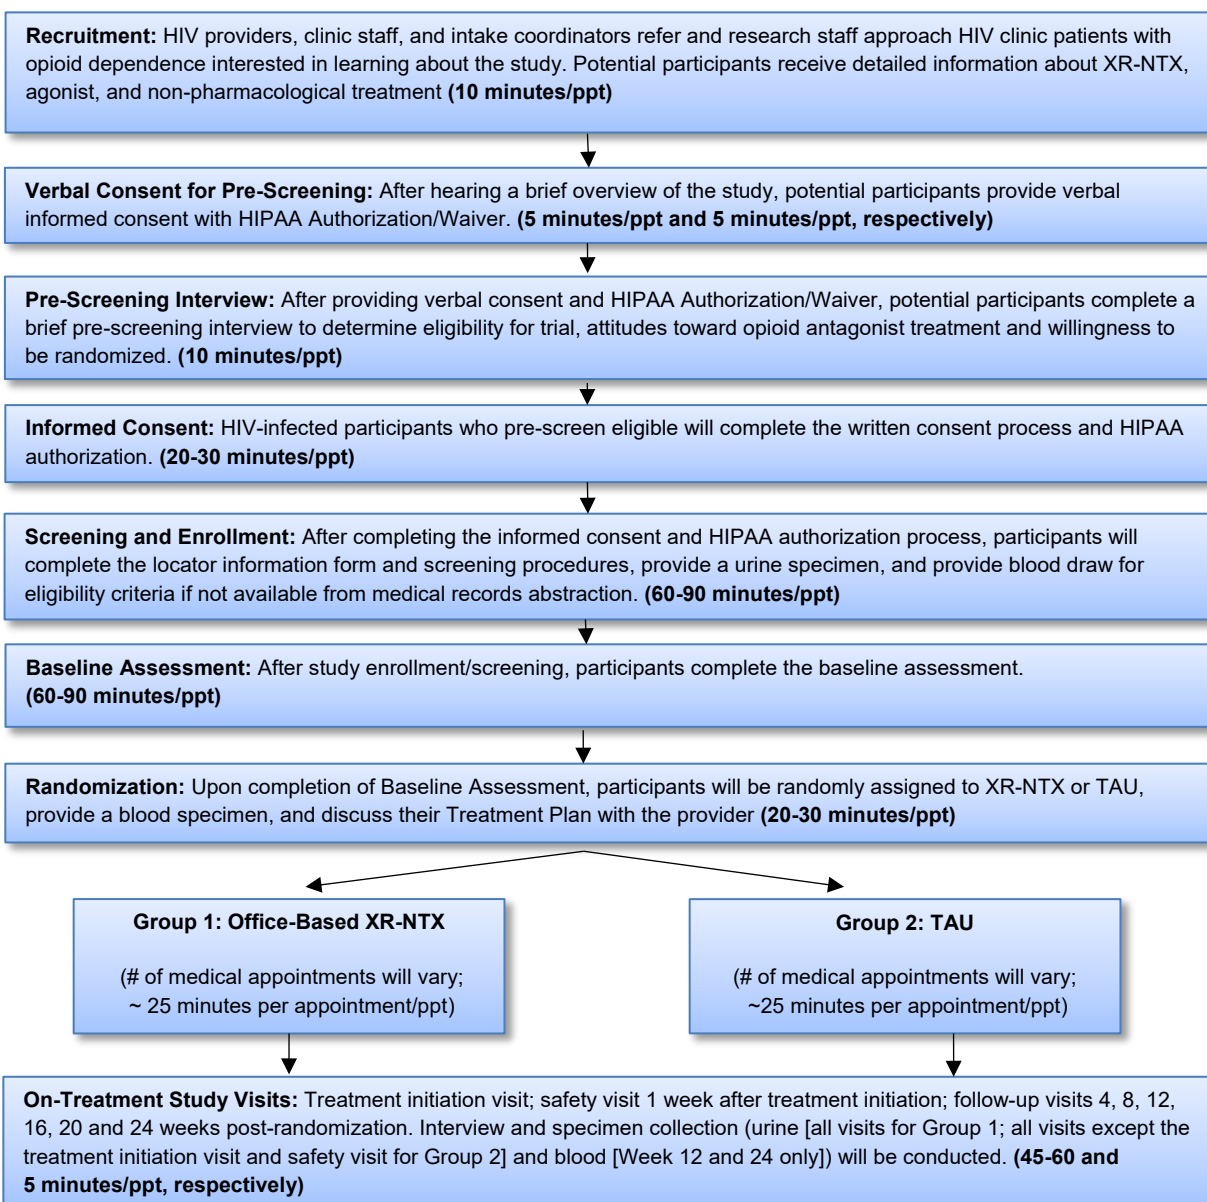 Recruitment: HIV providers, clinic staff, and intake coordinators refer and research staff approach HIV clinic patients with
opioid dependence interested in learning about the study. Potential participants receive detailed information about XR-NTX,
agonist, and non-pharmacological treatment (10 minutes/ppt)
Verbal Consent for Pre-Screening: After hearing a brief overview of the study, potential participants provide verbal
informed consent with HIPAA Authorization/Waiver. (5 minutes/ppt and 5 minutes/ppt, respectively)
Pre-Screening Interview: After providing verbal consent and HIPAA Authorization/Waiver, potential participants complete a
brief pre-screening interview to determine eligibility for trial, attitudes toward opioid antagonist treatment and willingness to
be randomized. (10 minutes/ppt)
Informed Consent: HIV-infected participants who pre-screen eligible will complete the written consent process and HIPAA
authorization. (20-30 minutes/ppt)
Screening and Enrollment: After completing the informed consent and HIPAA authorization process, participants will
complete the locator information form and screening procedures, provide a urine specimen, and provide blood draw for
eligibility criteria if not available from medical records abstraction. (60-90 minutes/ppt)
Baseline Assessment: After study enrollment/screening, participants complete the baseline assessment.
(60-90 minutes/ppt)
Randomization: Upon completion of Baseline Assessment, participants will be randomly assigned to XR-NTX or TAU,
provide a blood specimen, and discuss their Treatment Plan with the provider (20-30 minutes/ppt)
Group 1: Office-Based XR-NTX
(# of medical appointments will vary;
~ 25 minutes per appointment/ppt)
Group 2: TAU
(# of medical appointments will vary;
~25 minutes per appointment/ppt)
On-Treatment Study Visits: Treatment initiation visit; safety visit 1 week after treatment initiation; follow-up visits 4, 8, 12,
16, 20 and 24 weeks post-randomization. Interview and specimen collection (urine [all visits for Group 1; all visits except the
treatment initiation visit and safety visit for Group 2] and blood [Week 12 and 24 only]) will be conducted. (45-60 and
5 minutes/ppt, respectively)